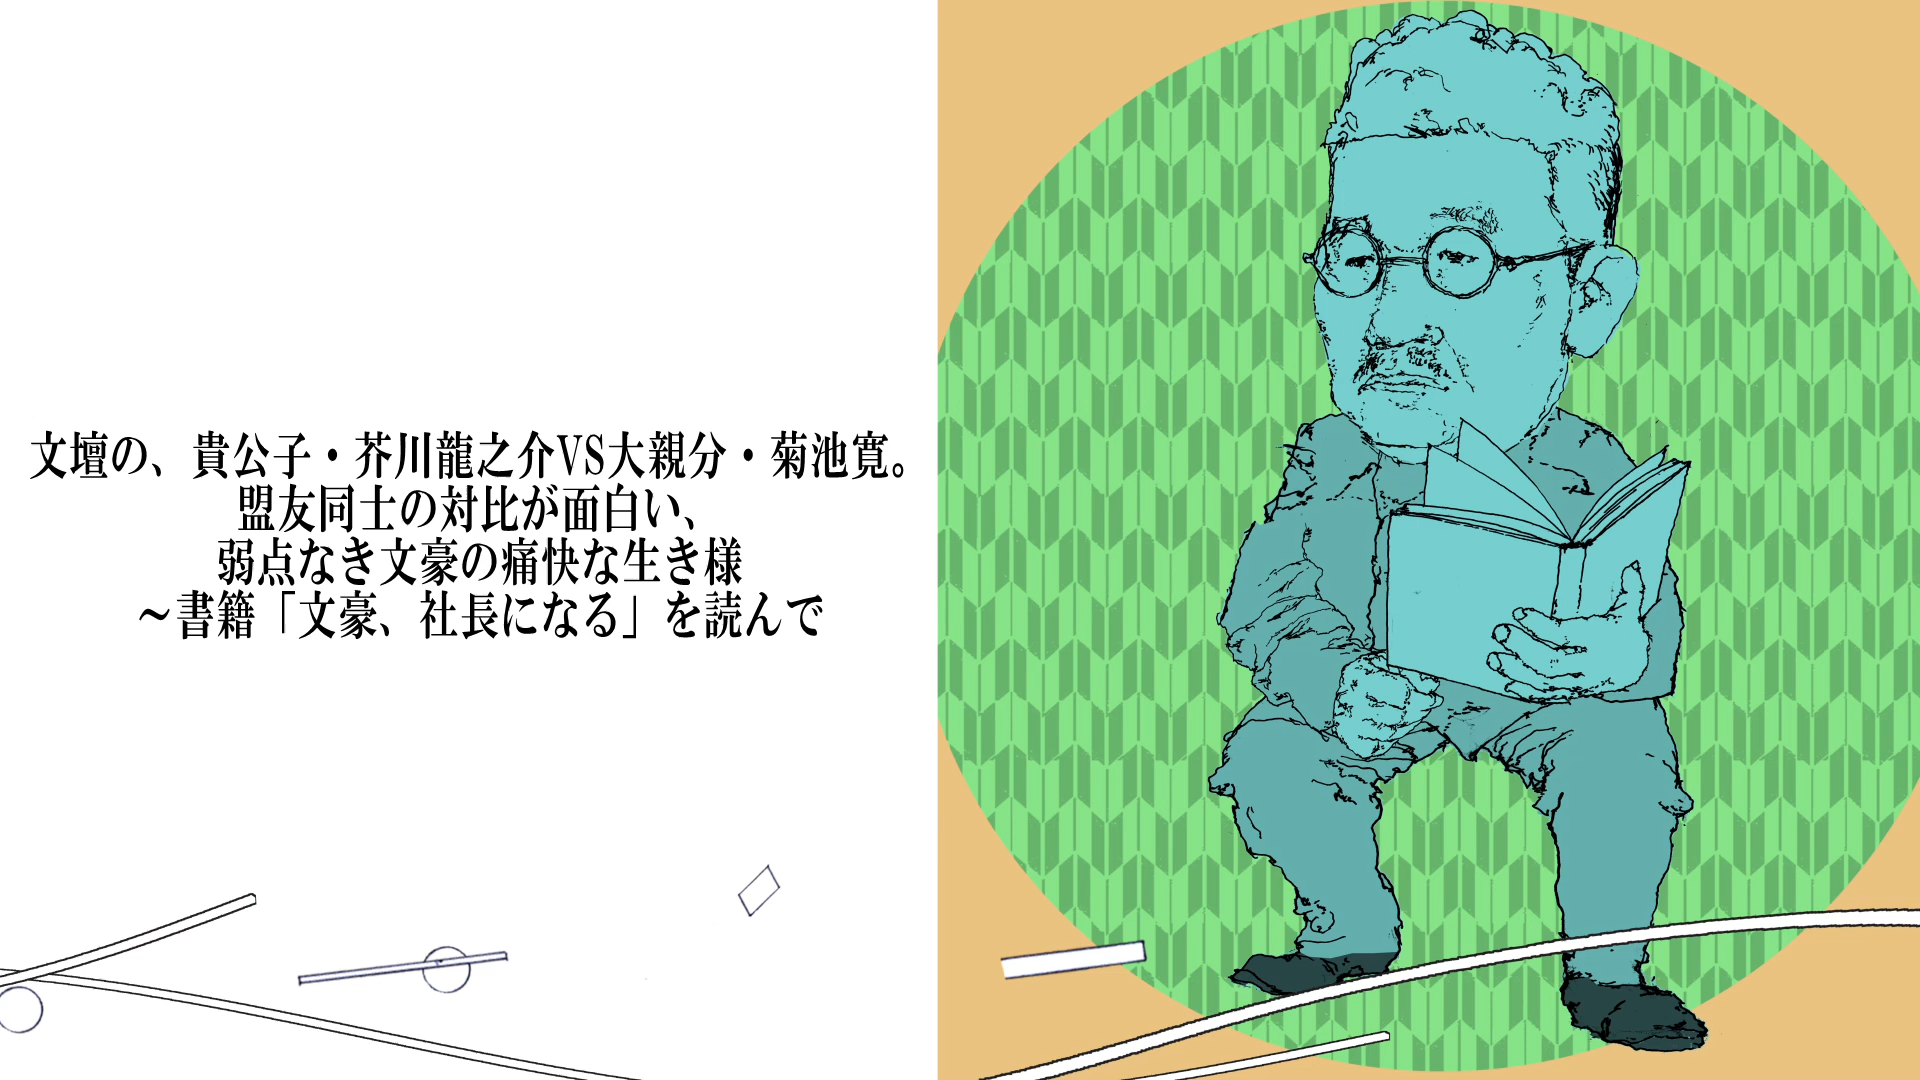 文壇の、貴公子・芥川龍之介VS大親分・菊池寛。
盟友同士の対比が面白い、
弱点なき文豪の痛快な生き様
～書籍「文豪、社長になる」を読んで